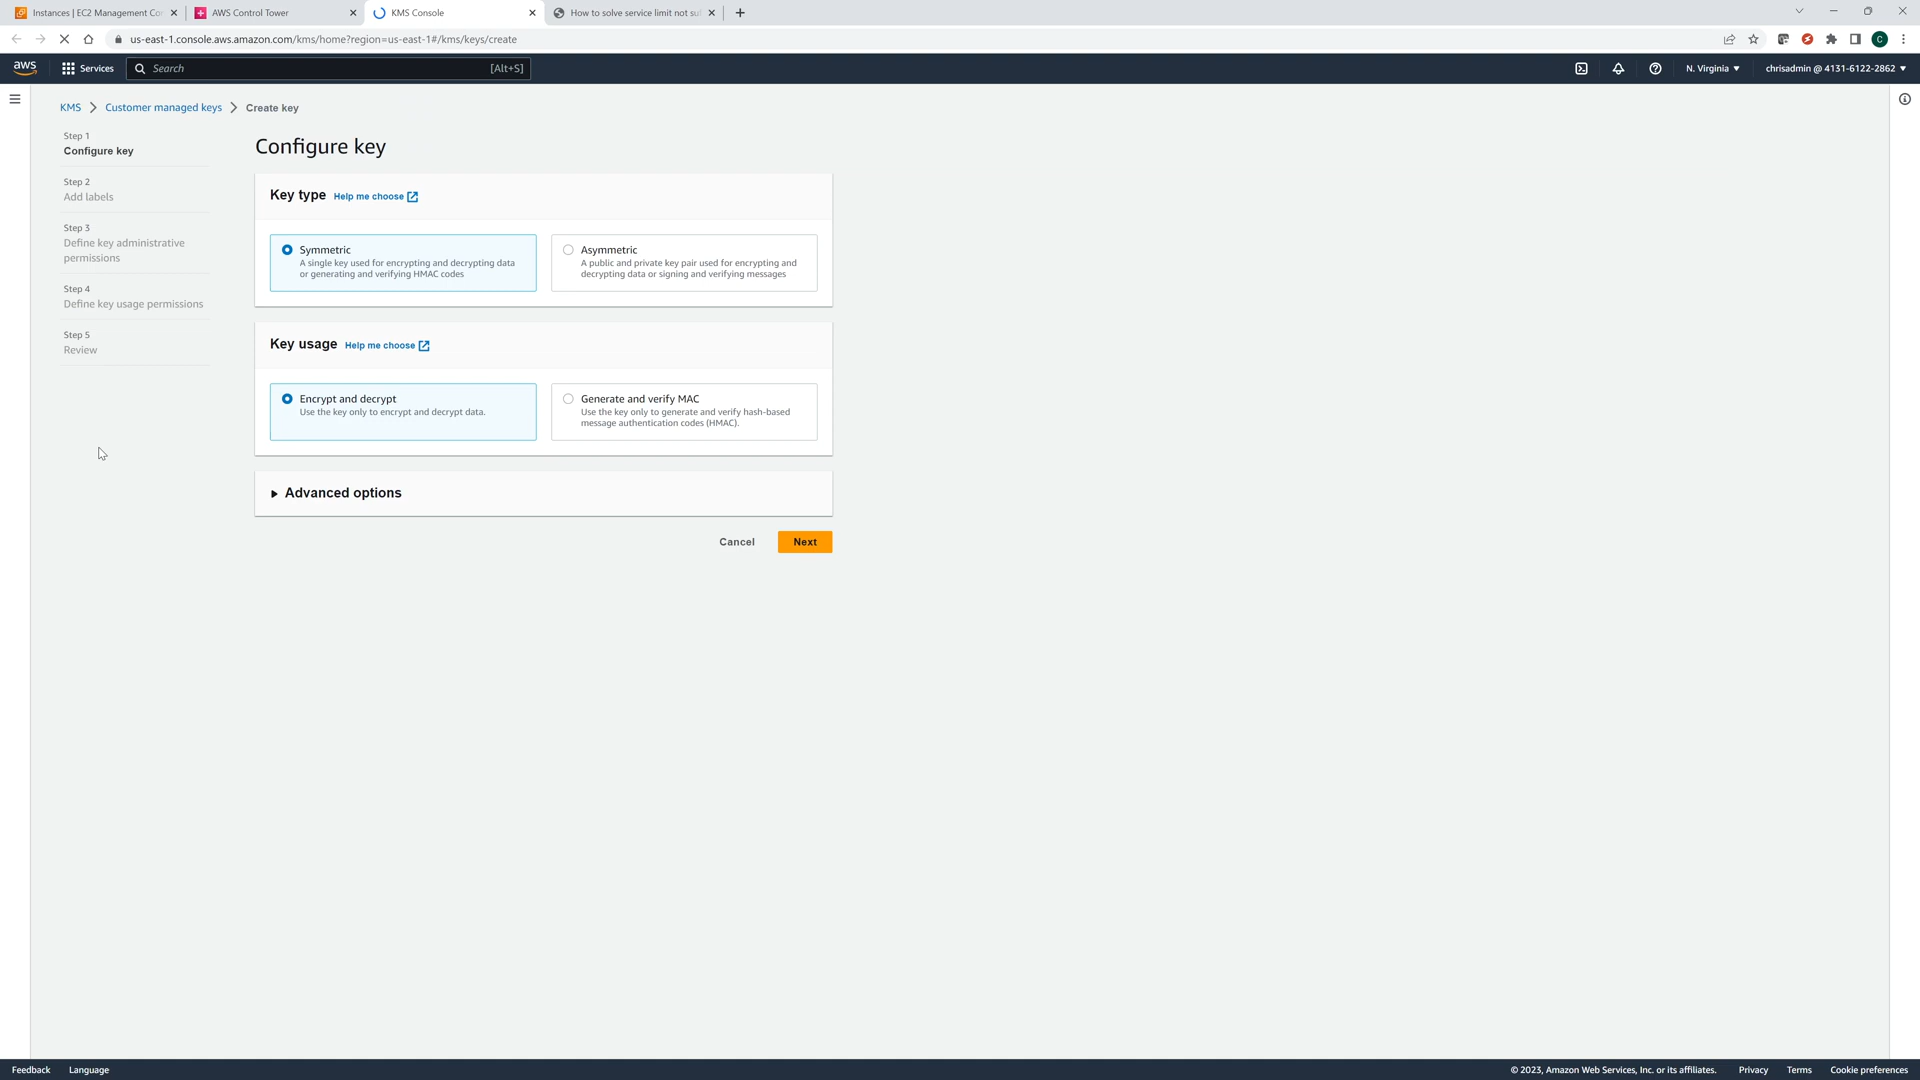 Instances | EC2 Management Co
AWS Control Tower
KMS Console
How to solve service limit not su
us-east-1.console.aws.amazon.com/kms/home?region=us-east-1#/kms/keys/create
C
aws
Services
Search
[Alt+S]
N. Virginia
chrisadmin @ 4131-6122-2862
KMS
Customer managed keys
Create key
Step 1
Configure key
Step 2
Add labels
Step 3
Define key administrative
permissions
Step 4
Define key usage permissions
Step 5
Review
Configure key
Key type
Help me choose
Symmetric
A single key used for encrypting and decrypting data
or generating and verifying HMAC codes
Asymmetric
A public and private key pair used for encrypting and
decrypting data or signing and verifying messages
Key usage
Help me choose
Encrypt and decrypt
Use the key only to encrypt and decrypt data.
Generate and verify MAC
Use the key only to generate and verify hash-based
message authentication codes (HMAC).
Advanced options
Cancel
Next
Feedback
Language
© 2023, Amazon Web Services, Inc. or its affiliates.
Privacy
Terms
Cookie preferences